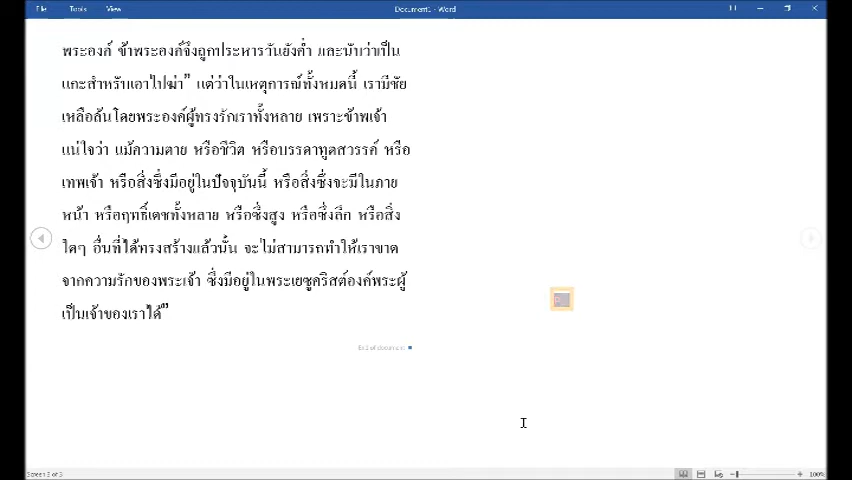 File Tools View Document1 - Word
พระองค์ ข้าพระองค์จึงถูกประหารวันยังค่ำ และนับว่าเป็น
แกะสำหรับเอาไปฆ่า” แต่ว่าในเหตุการณ์ทั้งหมดนี้ เรามีชัย
เหลือล้นโดยพระองค์ผู้ทรงรักเราทั้งหลาย เพราะข้าพเจ้า
แน่ใจว่า แม้ความตาย หรือชีวิต หรือบรรดาทูตสวรรค์ หรือ
เทพเจ้า หรือสิ่งซึ่งมีอยู่ในปัจจุบันนี้ หรือสิ่งซึ่งจะมีในภาย
หน้า หรือฤทธิ์เดชทั้งหลาย หรือซึ่งสูง หรือซึ่งลึก หรือสิ่ง
ใดๆ อื่นที่ได้ทรงสร้างแล้วนั้น จะไม่สามารถทำให้เราขาด
จากความรักของพระเจ้า ซึ่งมีอยู่ในพระเยซูคริสต์องค์พระผู้
เป็นเจ้าของเราได้”
End of document
Screen 3 of 3 100%